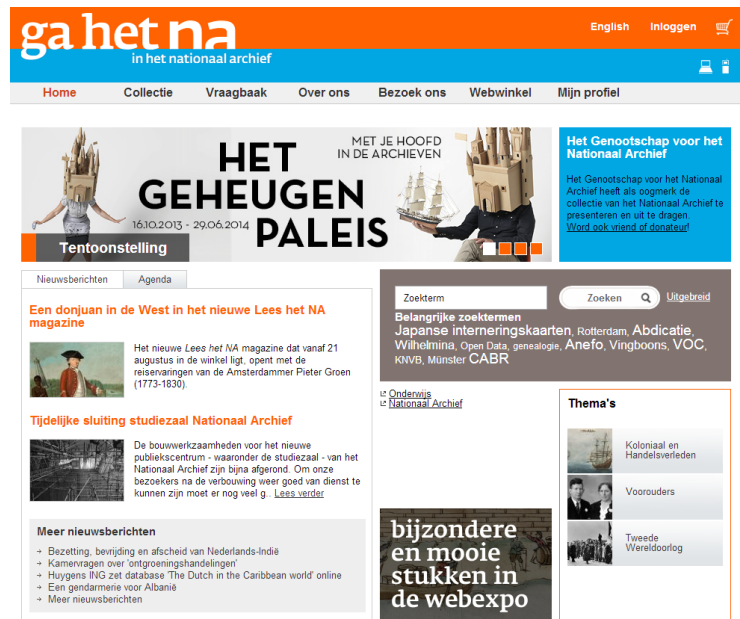 ga het na
in het nationaal archief
English Inloggen
Home Collectie Vraagbaak Over ons Bezoek ons Webwinkel Mijn profiel
HET
GEHEUGEN
PALEIS
MET JE HOOFD
IN DE ARCHIEVEN
16.10.2013 - 29.06.2014
Tentoonstelling
Het Genootschap voor het
Nationaal Archief
Het Genootschap voor het Nationaal
Archief heeft als oogmerk de
collectie van het Nationaal Archief te
presenteren en uit te dragen.
Word ook vriend of donateur!
Nieuwsberichten Agenda
Een donjuan in de West in het nieuwe Lees het NA
magazine
Het nieuwe Lees het NA magazine dat vanaf 21
augustus in de winkel ligt, opent met de
reiservaringen van de Amsterdammer Pieter Groen
(1773-1830).
Tijdelijke sluiting studiezaal Nationaal Archief
De bouwwerkzaamheden voor het nieuwe
publiekscentrum - waaronder de studiezaal - van het
Nationaal Archief zijn bijna afgerond. Om onze
bezoekers na de verbouwing weer goed van dienst te
kunnen zijn moet er nog veel g.. Lees verder
Meer nieuwsberichten
Bezetting, bevrijding en afscheid van Nederlands-Indië
Kamervragen over 'ontgroeningshandelingen'
Huygens ING zet database 'The Dutch in the Caribbean world' online
Een gendarmerie voor Albanië
Meer nieuwsberichten
Zoekterm Zoeken Uitgebreid
Belangrijke zoektermen
Japanse interneringskaarten, Rotterdam, Abdicatie,
Wilhelmina, Open Data, genealogie, Anefo, Vingboons, VOC,
KNVB, Münster CABR
Onderwijs
Nationaal Archief
bijzondere
en mooie
stukken in
de webexpo
Thema's
Koloniaal en
Handelsverleden
Voorouders
Tweede
Wereldoorlog